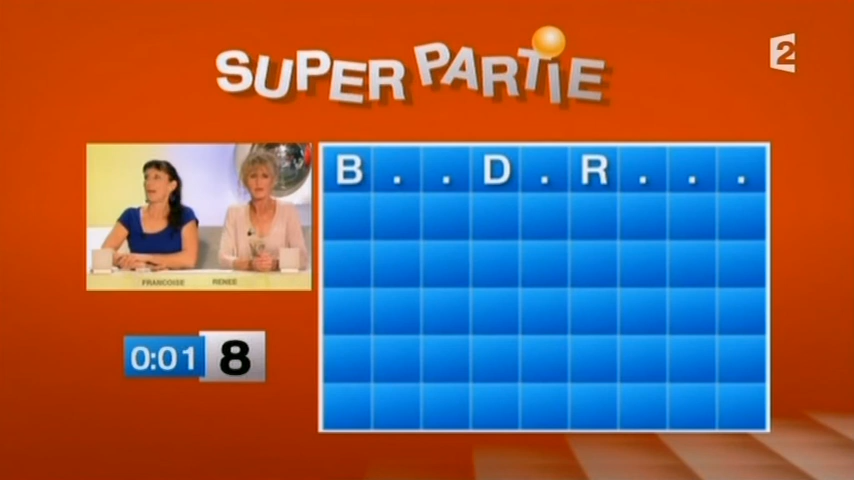 SUPER PARTIE
2
B . . D . R . . .
FRANCOISE RENEE
0:01 8